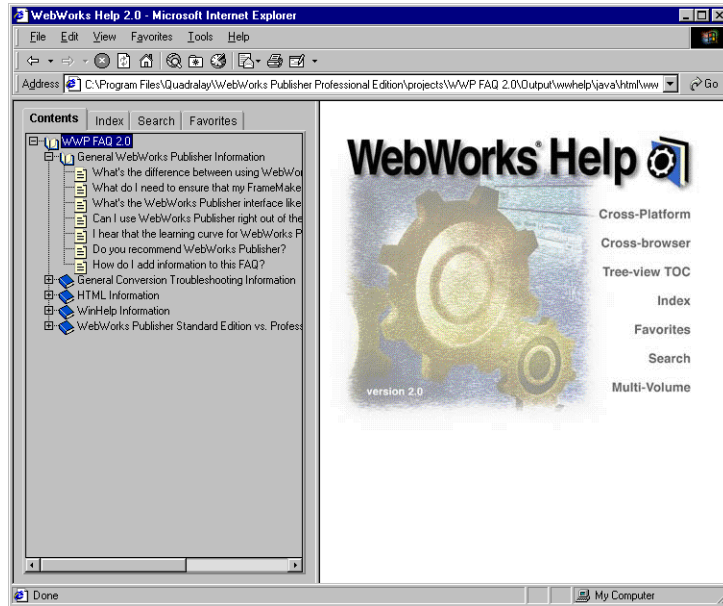 WebWorks Help 2.0 - Microsoft Internet Explorer
File Edit View Favorites Tools Help
Address C:\Program Files\Quadralay\WebWorks Publisher Professional Edition\projects\WWP FAQ 2.0\Output\wwhelp\java\html\ww Go
Contents Index Search Favorites
WWP FAQ 2.0
General WebWorks Publisher Information
What's the difference between using WebWor
What do I need to ensure that my FrameMake
What's the WebWorks Publisher interface like
Can I use WebWorks Publisher right out of the
I hear that the learning curve for WebWorks P
Do you recommend WebWorks Publisher?
How do I add information to this FAQ?
General Conversion Troubleshooting Information
HTML Information
WinHelp Information
WebWorks Publisher Standard Edition vs. Profess
WebWorks® Help
Cross-Platform
Cross-browser
Tree-view TOC
Index
Favorites
Search
Multi-Volume
version 2.0
Done
My Computer